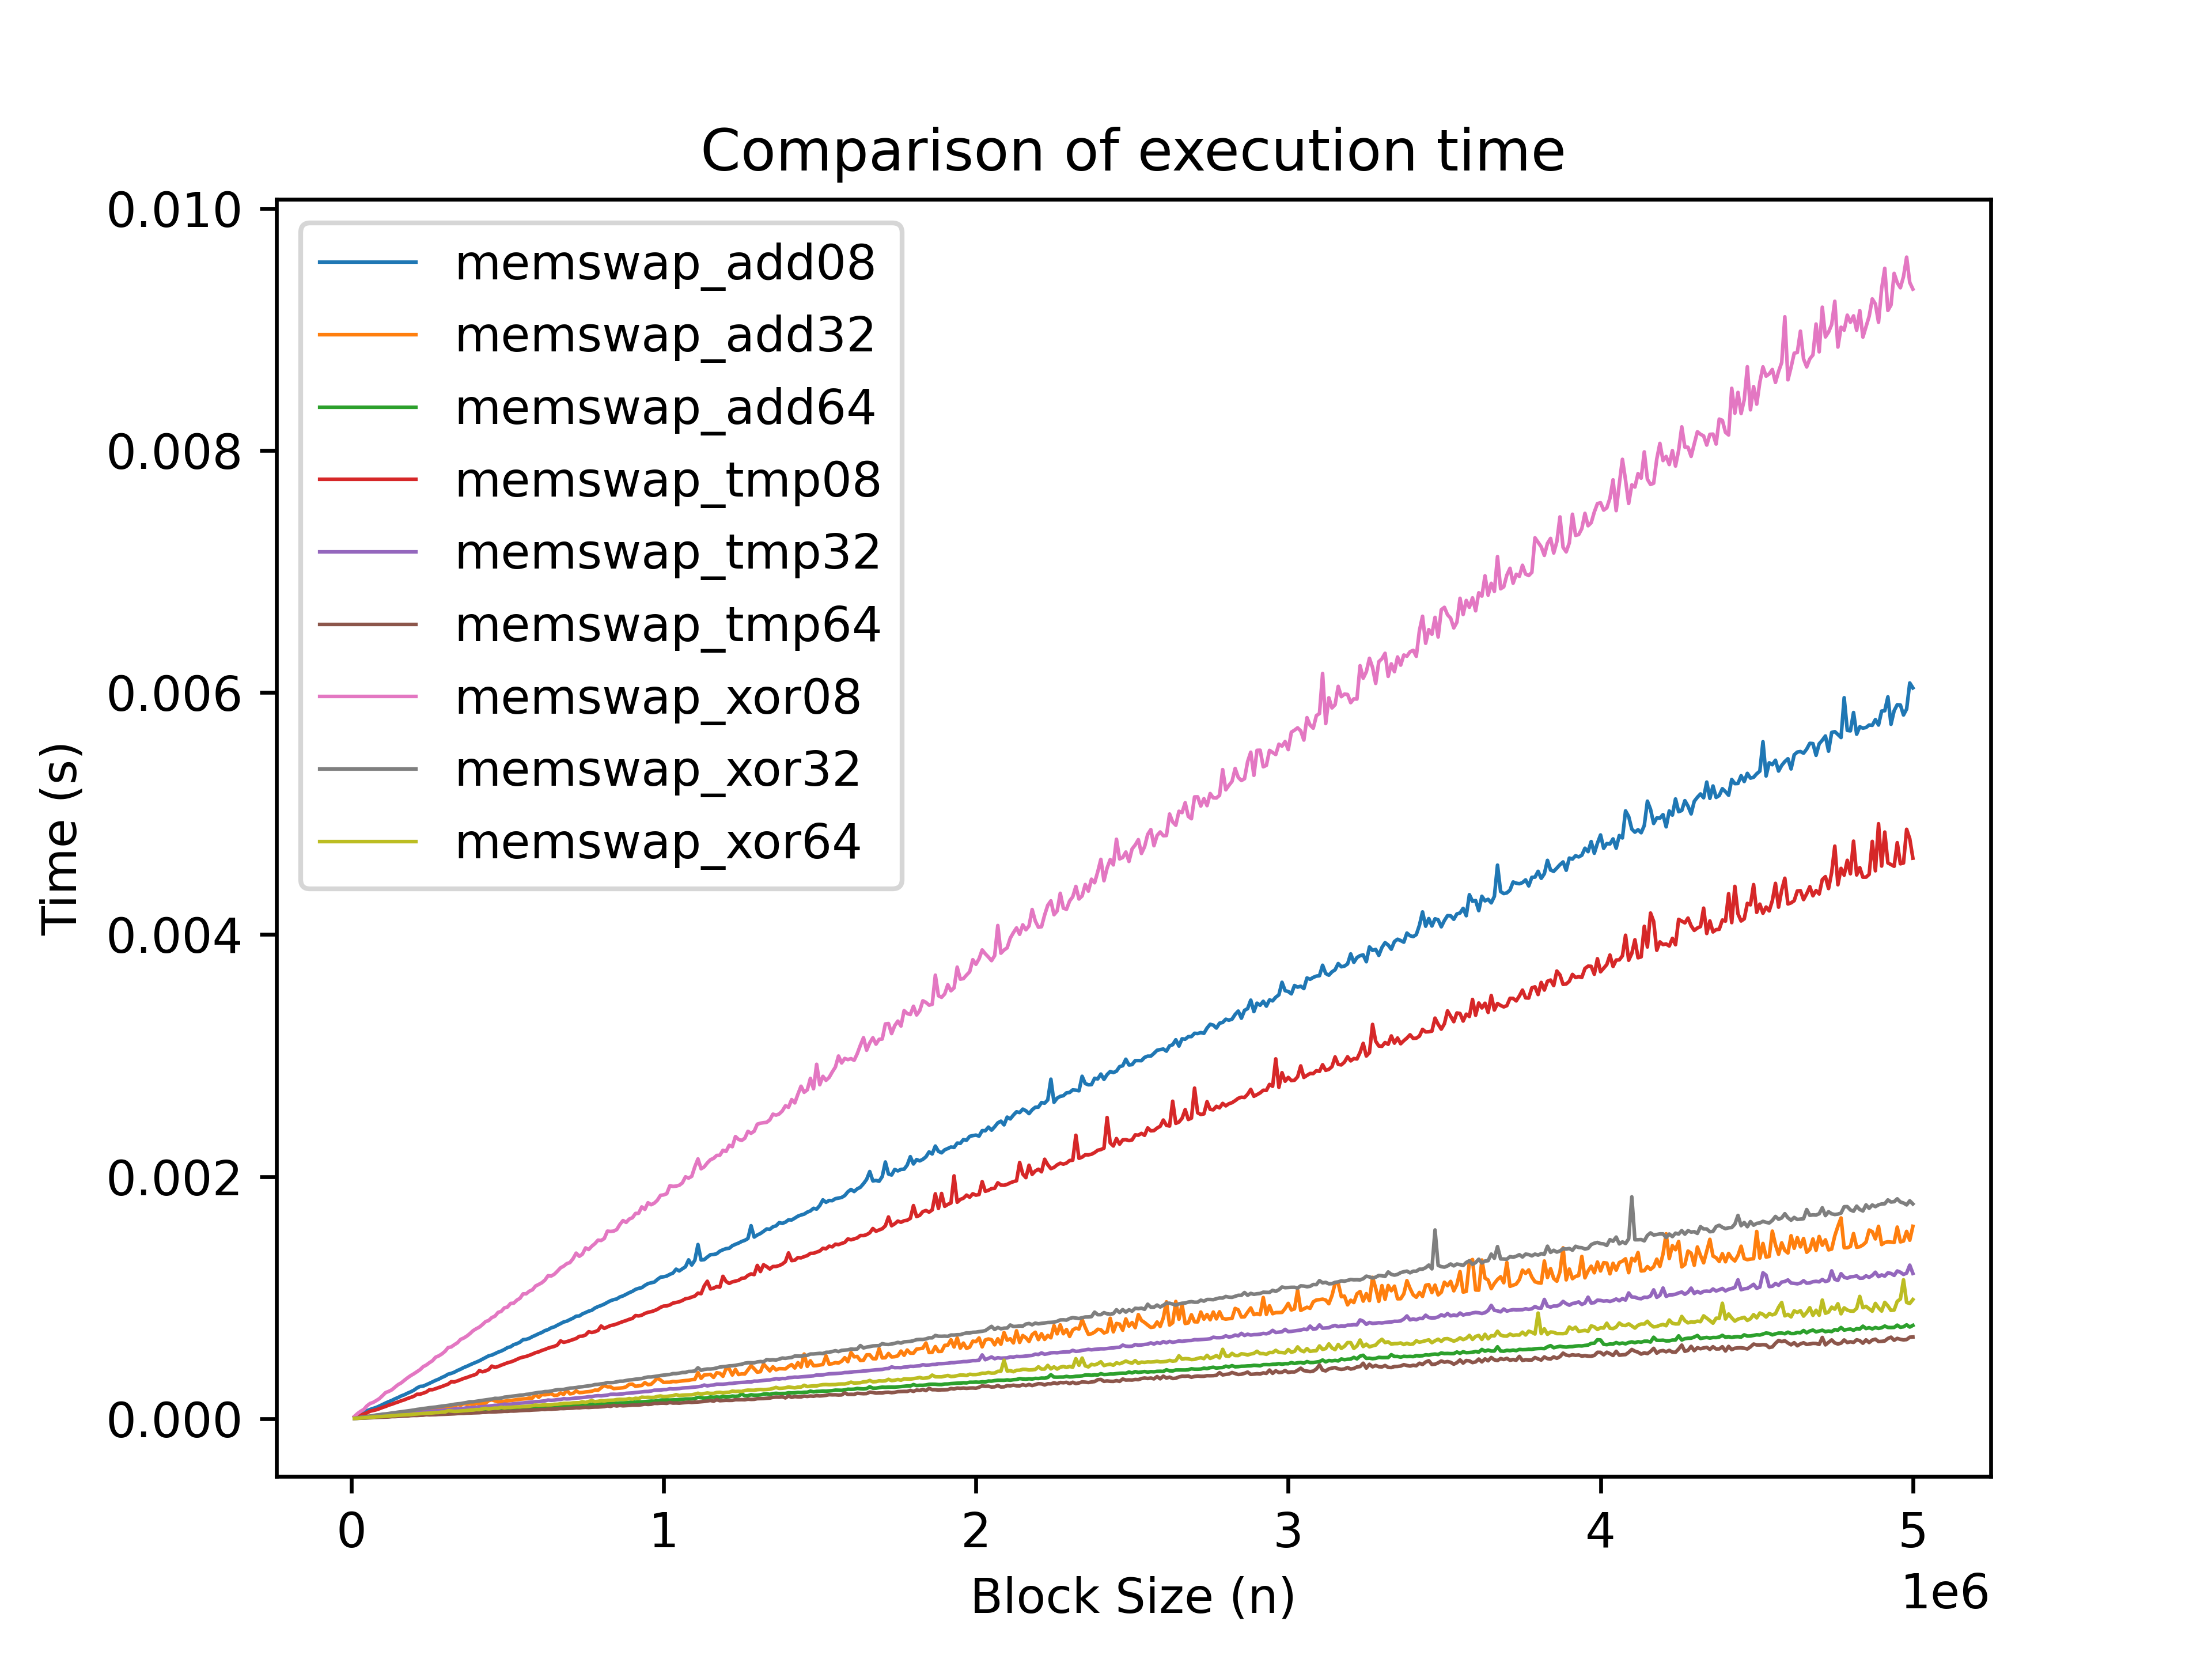 Comparison of execution time
0.010
0.008
0.006
0.004
0.002
0.000
Time (s)
memswap_add08
memswap_add32
memswap_add64
memswap_tmp08
memswap_tmp32
memswap_tmp64
memswap_xor08
memswap_xor32
memswap_xor64
0 1 2 3 4 5
1e6
Block Size (n)